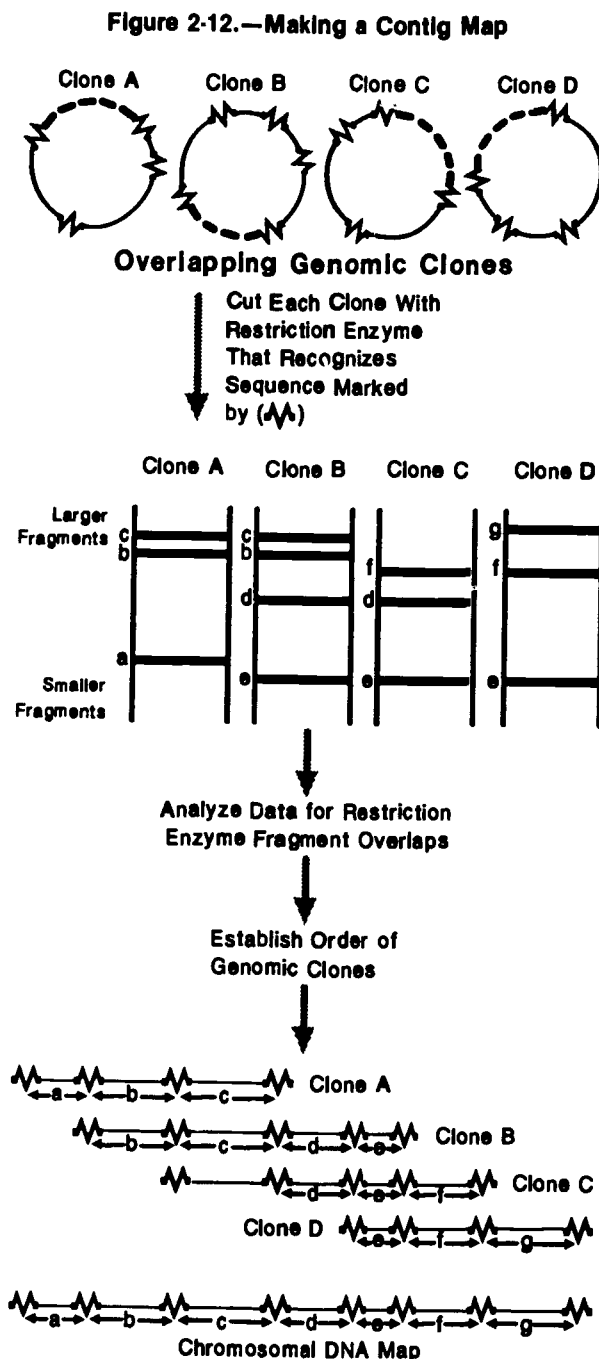 Figure 2-12.—Making a Contig Map
Clone A Clone B Clone C Clone D
Overlapping Genomic Clones
Cut Each Clone With
Restriction Enzyme
That Recognizes
Sequence Marked
by ( )
Clone A Clone B Clone C Clone D
Larger
Fragments
g
c c
b b
f f
d d
a
e e e
Smaller
Fragments
Analyze Data for Restriction
Enzyme Fragment Overlaps
Establish Order of
Genomic Clones
Clone A
a b c
Clone B
b c d e
Clone C
d e f
Clone D
e f g
a b c d e f g
Chromosomal DNA Map